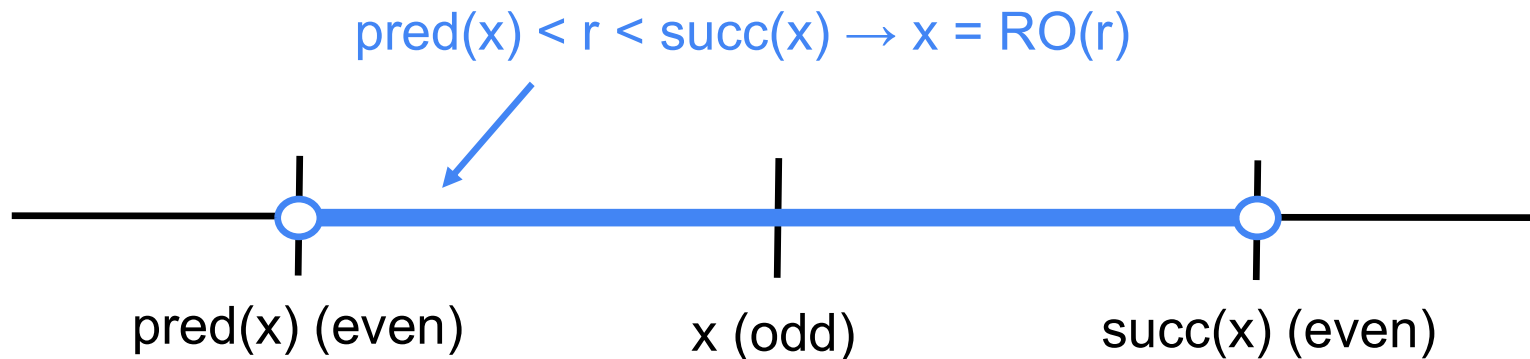 pred(x) < r < succ(x) → x = RO(r)
pred(x) (even)
x (odd)
succ(x) (even)